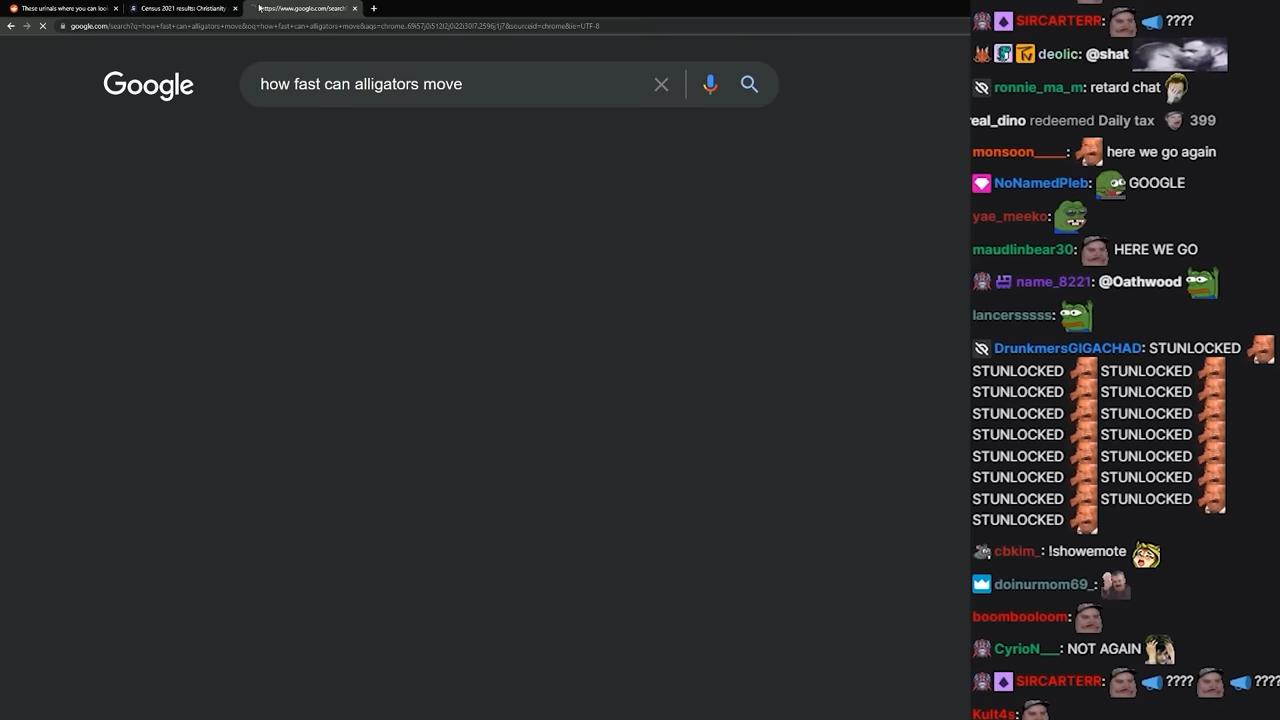 These urinals where you can loo
Census 2021 results: Christianity
https://www.google.com/search?
google.com/search?q=how+fast+can+alligators+move&oq=how+fast+can+alligators+move&aqs=chrome..69i57j0i512l2j0i22i30l7.2596j1j7&sourceid=chrome&ie=UTF-8
Google
how fast can alligators move
SIRCARTERR: ????
deolic: @shat
ronnie_ma_m: retard chat
real_dino redeemed Daily tax 399
monsoon_____: here we go again
NoNamedPleb: GOOGLE
yae_meeko:
maudlinbear30: HERE WE GO
name_8221: @Oathwood
lancersssss:
DrunkmersGIGACHAD: STUNLOCKED
STUNLOCKED STUNLOCKED
STUNLOCKED STUNLOCKED
STUNLOCKED STUNLOCKED
STUNLOCKED STUNLOCKED
STUNLOCKED STUNLOCKED
STUNLOCKED STUNLOCKED
STUNLOCKED STUNLOCKED
STUNLOCKED
cbkim_: !showemote
doinurmom69_:
boombooloom:
CyrioN___: NOT AGAIN
SIRCARTERR: ???? ????
Kult4s: